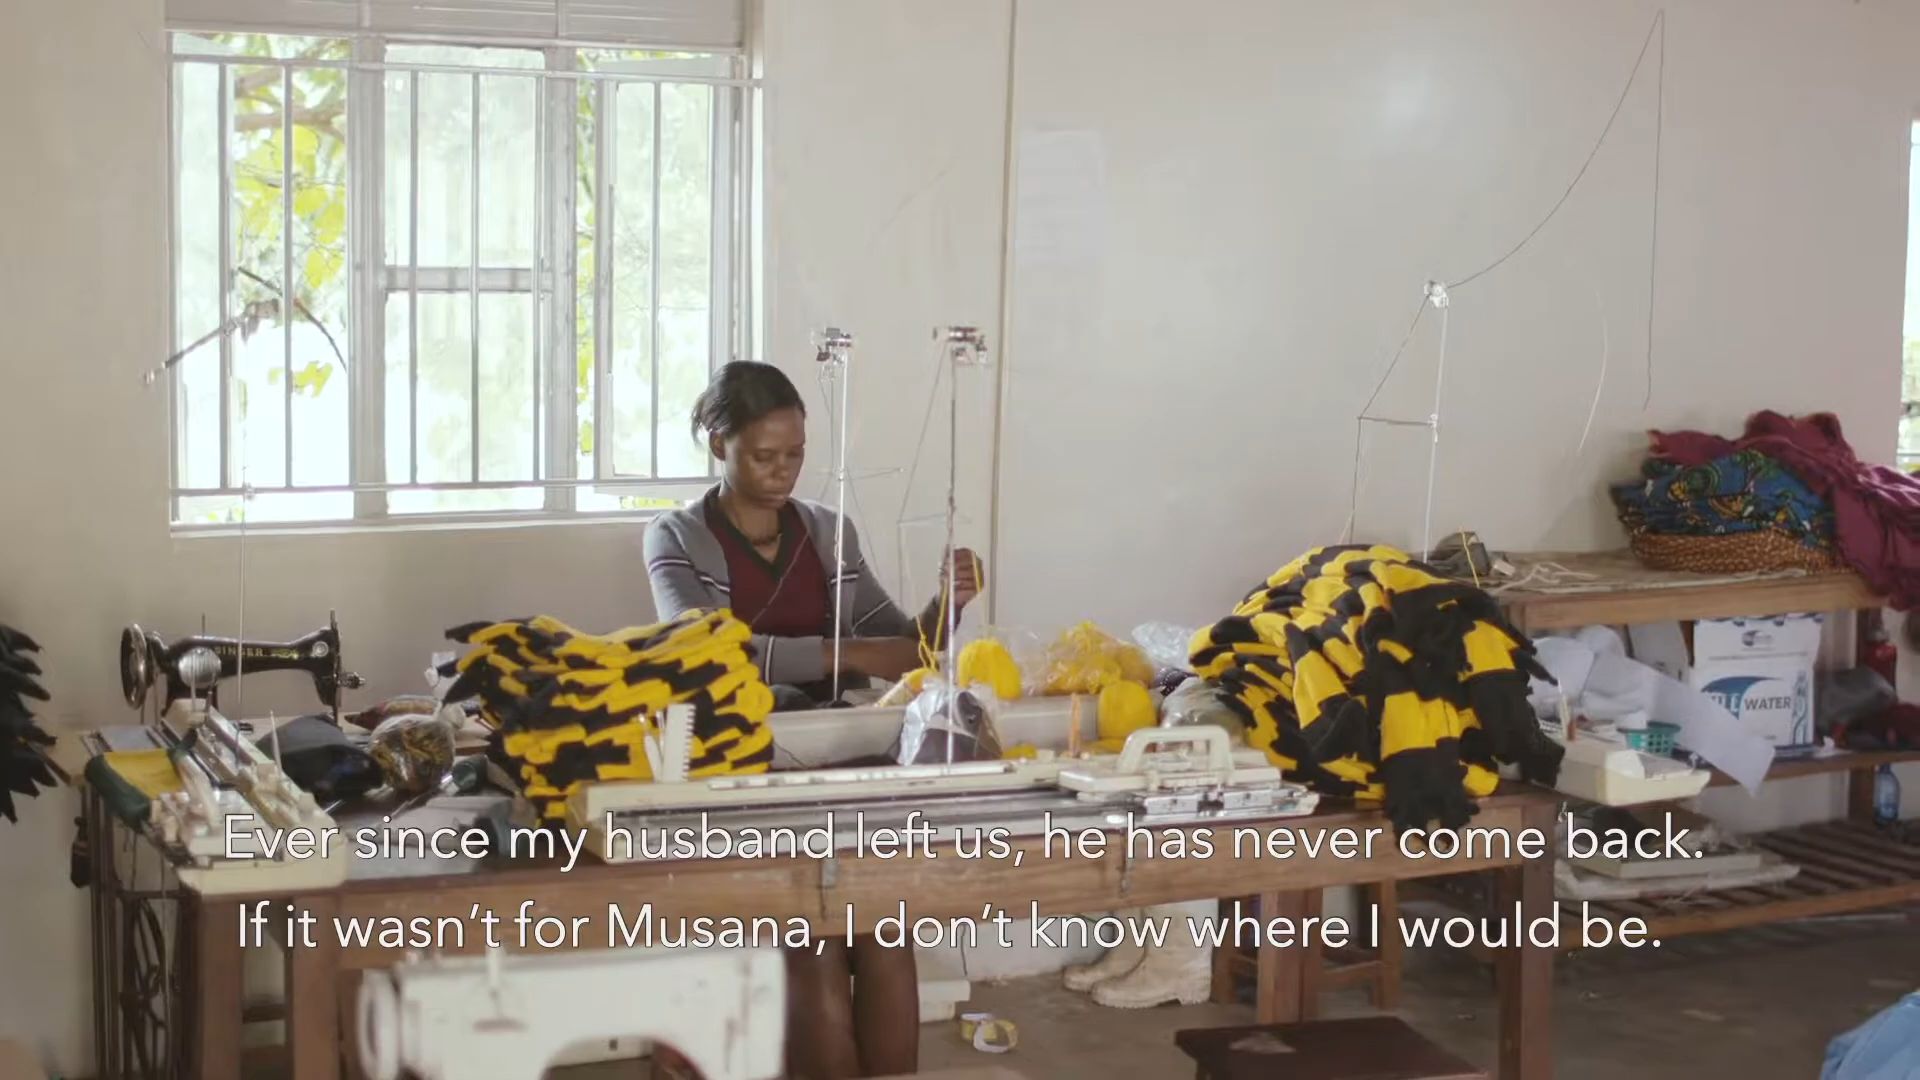 SINGER
WATER
Ever since my husband left us, he has never come back.
If it wasn't for Musana, I don't know where I would be.